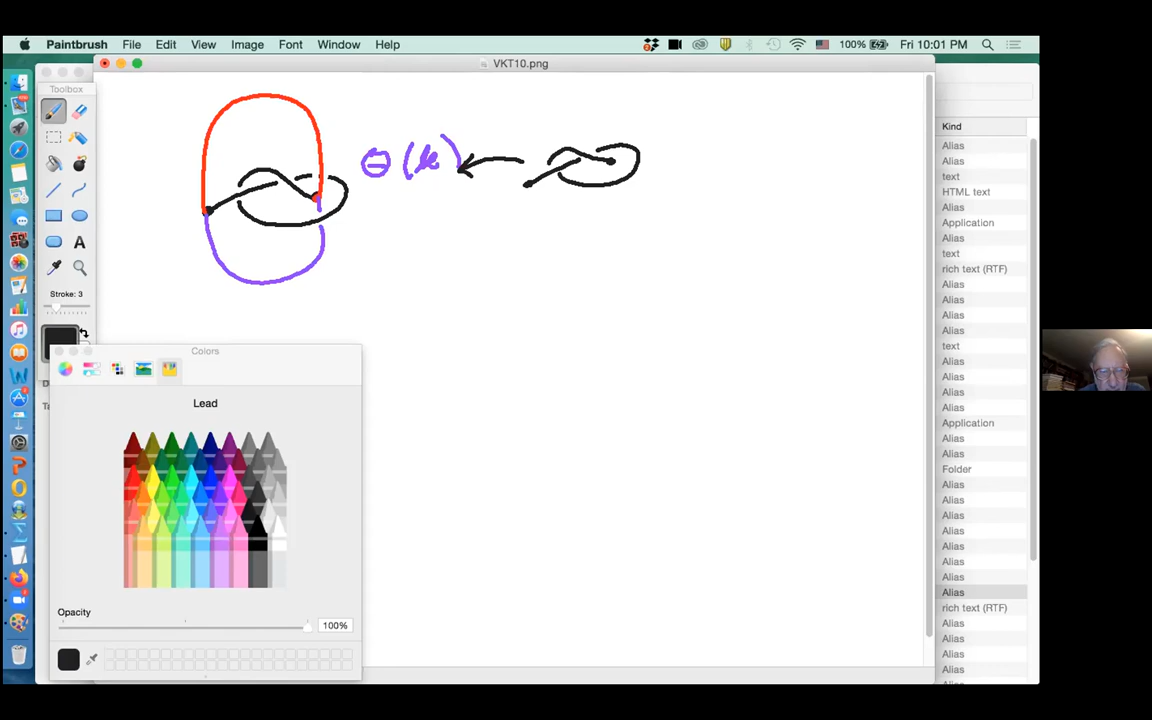 Paintbrush File Edit View Image Font Window Help 100% Fri 10:01 PM
VKT10.png
Toolbox
Kind
Alias
Alias
text
HTML text
Alias
Application
Alias
text
rich text (RTF)
Alias
Alias
Alias
Alias
text
Alias
Alias
Alias
Alias
Application
Alias
Alias
Folder
Alias
Alias
Alias
Alias
Alias
Alias
Alias
Alias
rich text (RTF)
Alias
Alias
Alias
Alias
A
Stroke: 3
Θ(k)
Colors
Lead
Opacity
100%